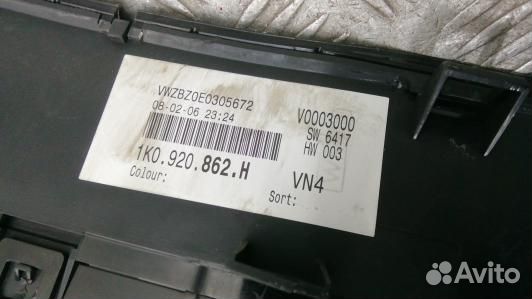 VWZBZ0E0305672
08-02-06 23:24
V0003000
SW 6417
HW 003
1K0.920.862.H
VN4
Colour:
Sort:
Avito